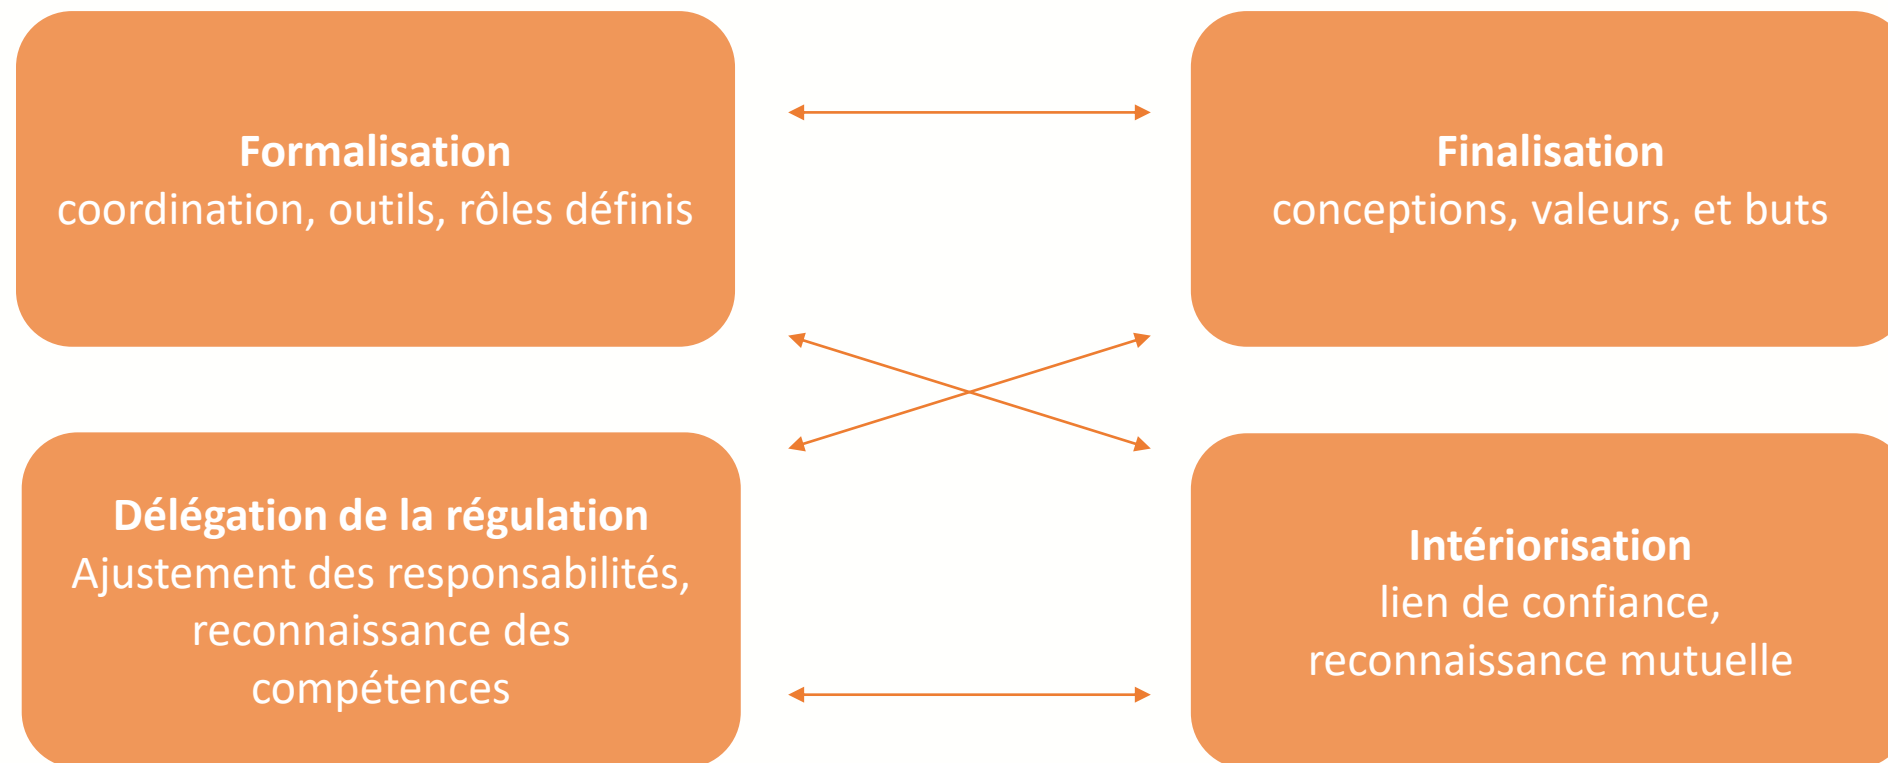 Formalisation
coordination, outils, rôles définis
Finalisation
conceptions, valeurs, et buts
Délégation de la régulation
Ajustement des responsabilités,
reconnaissance des
compétences
Intériorisation
lien de confiance,
reconnaissance mutuelle